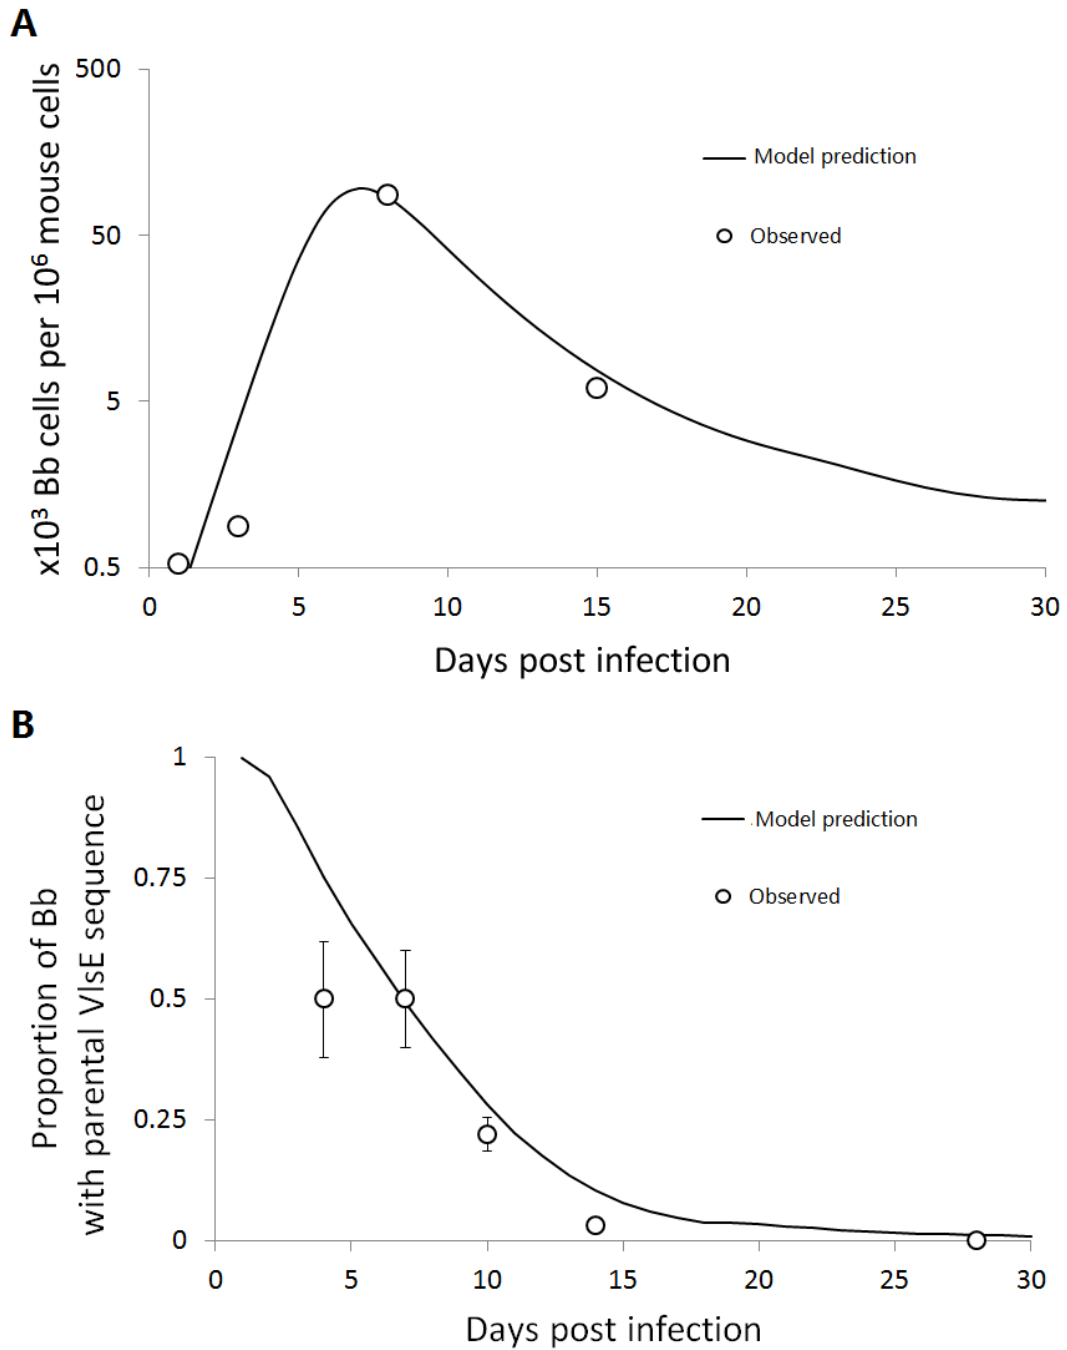 A
x10³ Bb cells per 10⁶ mouse cells
500
50
5
0.5
Model prediction
Observed
0 5 10 15 20 25 30
Days post infection
B
Proportion of Bb
with parental VlsE sequence
1
0.75
0.5
0.25
0
Model prediction
Observed
0 5 10 15 20 25 30
Days post infection